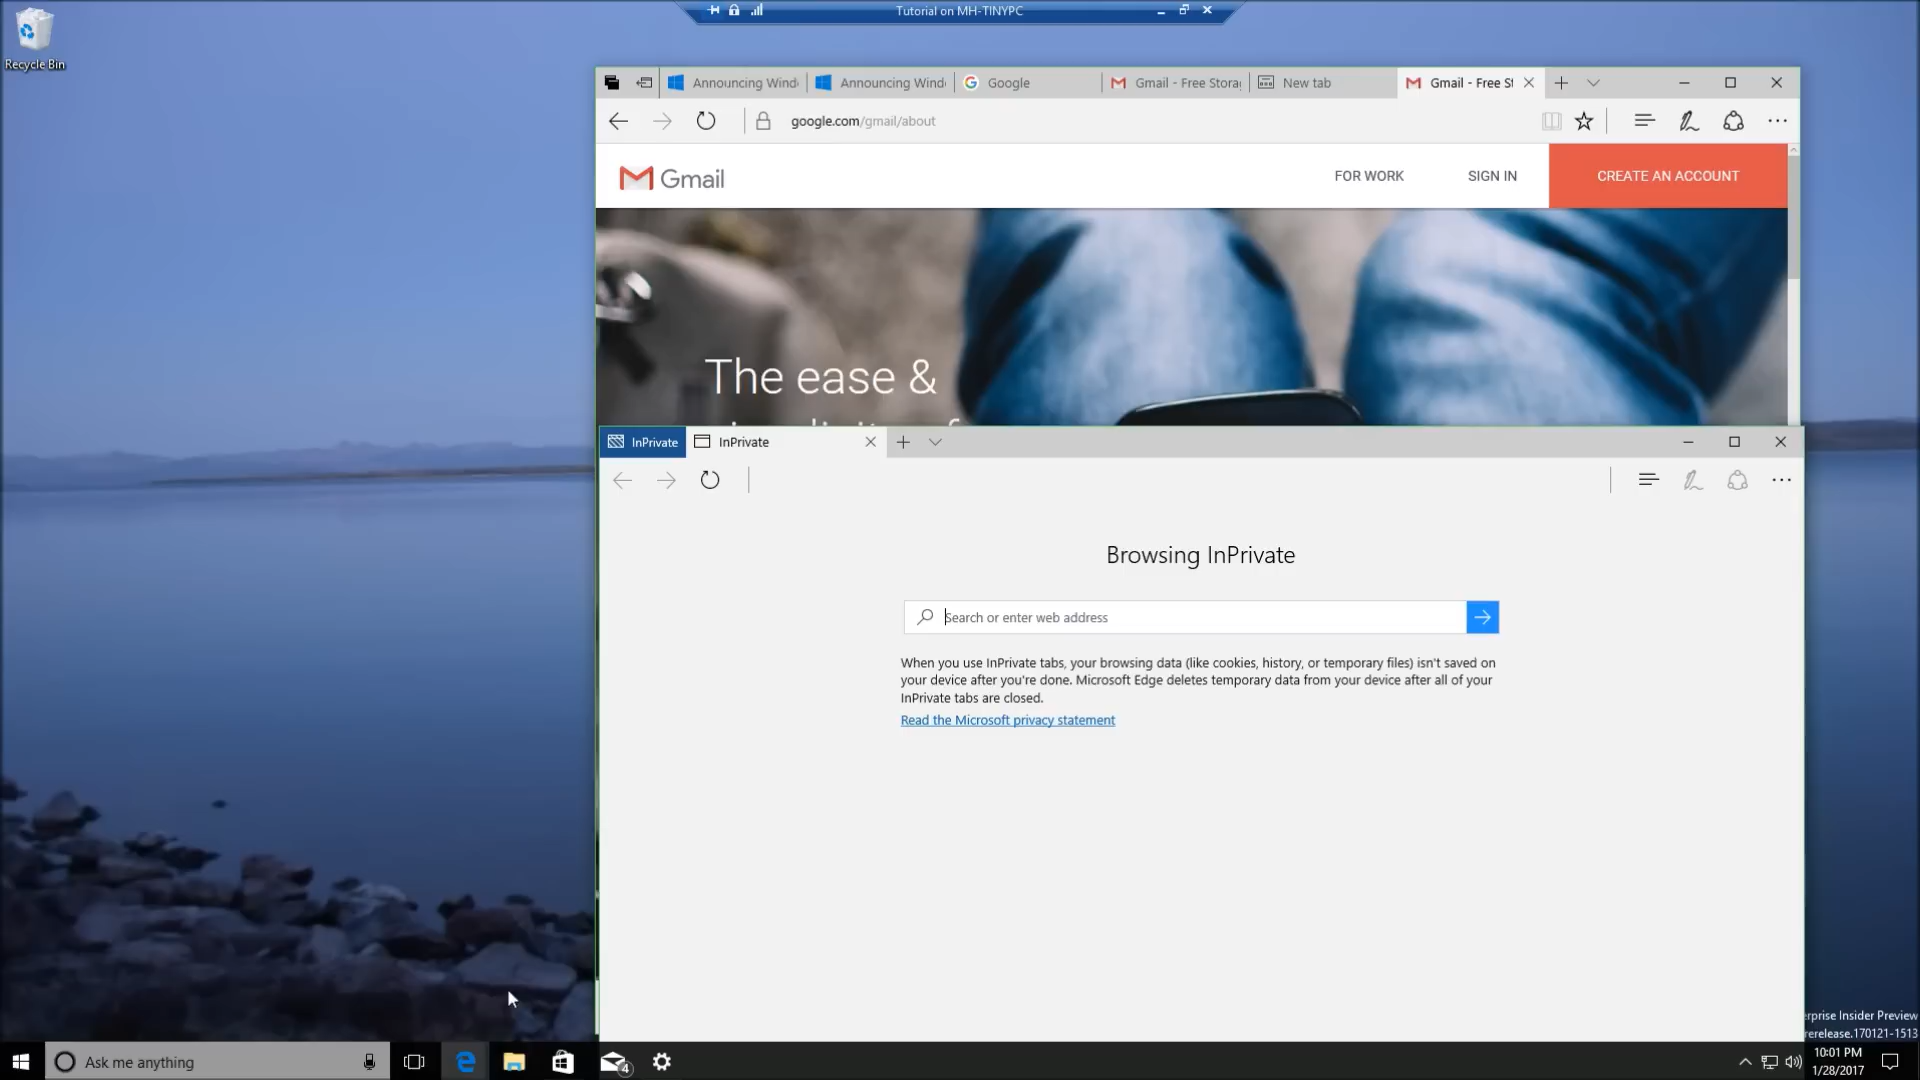 Tutorial on MH-TINYPC
Recycle Bin
Announcing Wind
Announcing Wind
Google
Gmail - Free Stora
New tab
Gmail - Free St
google.com/gmail/about
Gmail
FOR WORK
SIGN IN
CREATE AN ACCOUNT
The ease &
InPrivate
InPrivate
Browsing InPrivate
Search or enter web address
When you use InPrivate tabs, your browsing data (like cookies, history, or temporary files) isn't saved on
your device after you're done. Microsoft Edge deletes temporary data from your device after all of your
InPrivate tabs are closed.
Read the Microsoft privacy statement
rprise Insider Preview
rerelease.170121-1513
Ask me anything
4
10:01 PM
1/28/2017